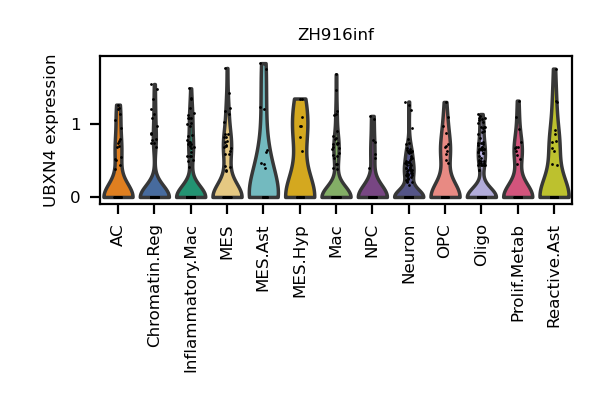 ZH916inf
UBXN4 expression
1
0
AC
Chromatin.Reg
Inflammatory.Mac
MES
MES.Ast
MES.Hyp
Mac
NPC
Neuron
OPC
Oligo
Prolif.Metab
Reactive.Ast